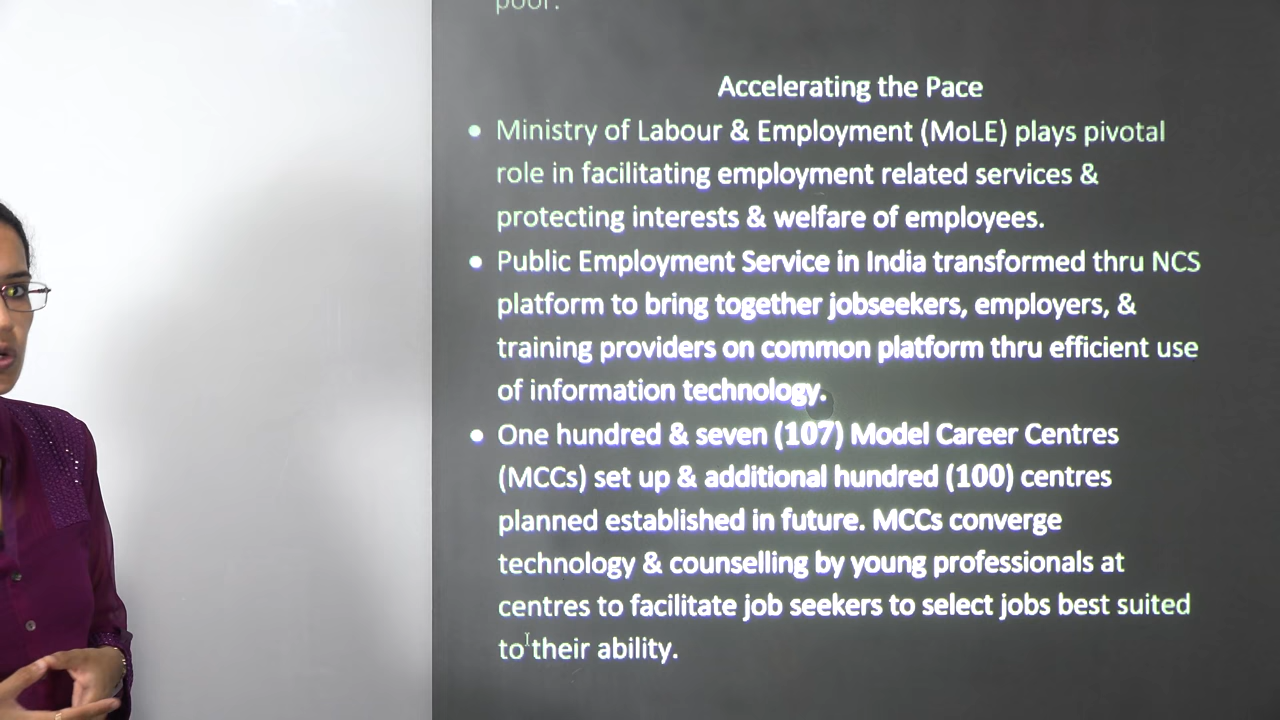 poor.
Accelerating the Pace
• Ministry of Labour & Employment (MoLE) plays pivotal
role in facilitating employment related services &
protecting interests & welfare of employees.
• Public Employment Service in India transformed thru NCS
platform to bring together jobseekers, employers, &
training providers on common platform thru efficient use
of information technology.
• One hundred & seven (107) Model Career Centres
(MCCs) set up & additional hundred (100) centres
planned established in future. MCCs converge
technology & counselling by young professionals at
centres to facilitate job seekers to select jobs best suited
to their ability.